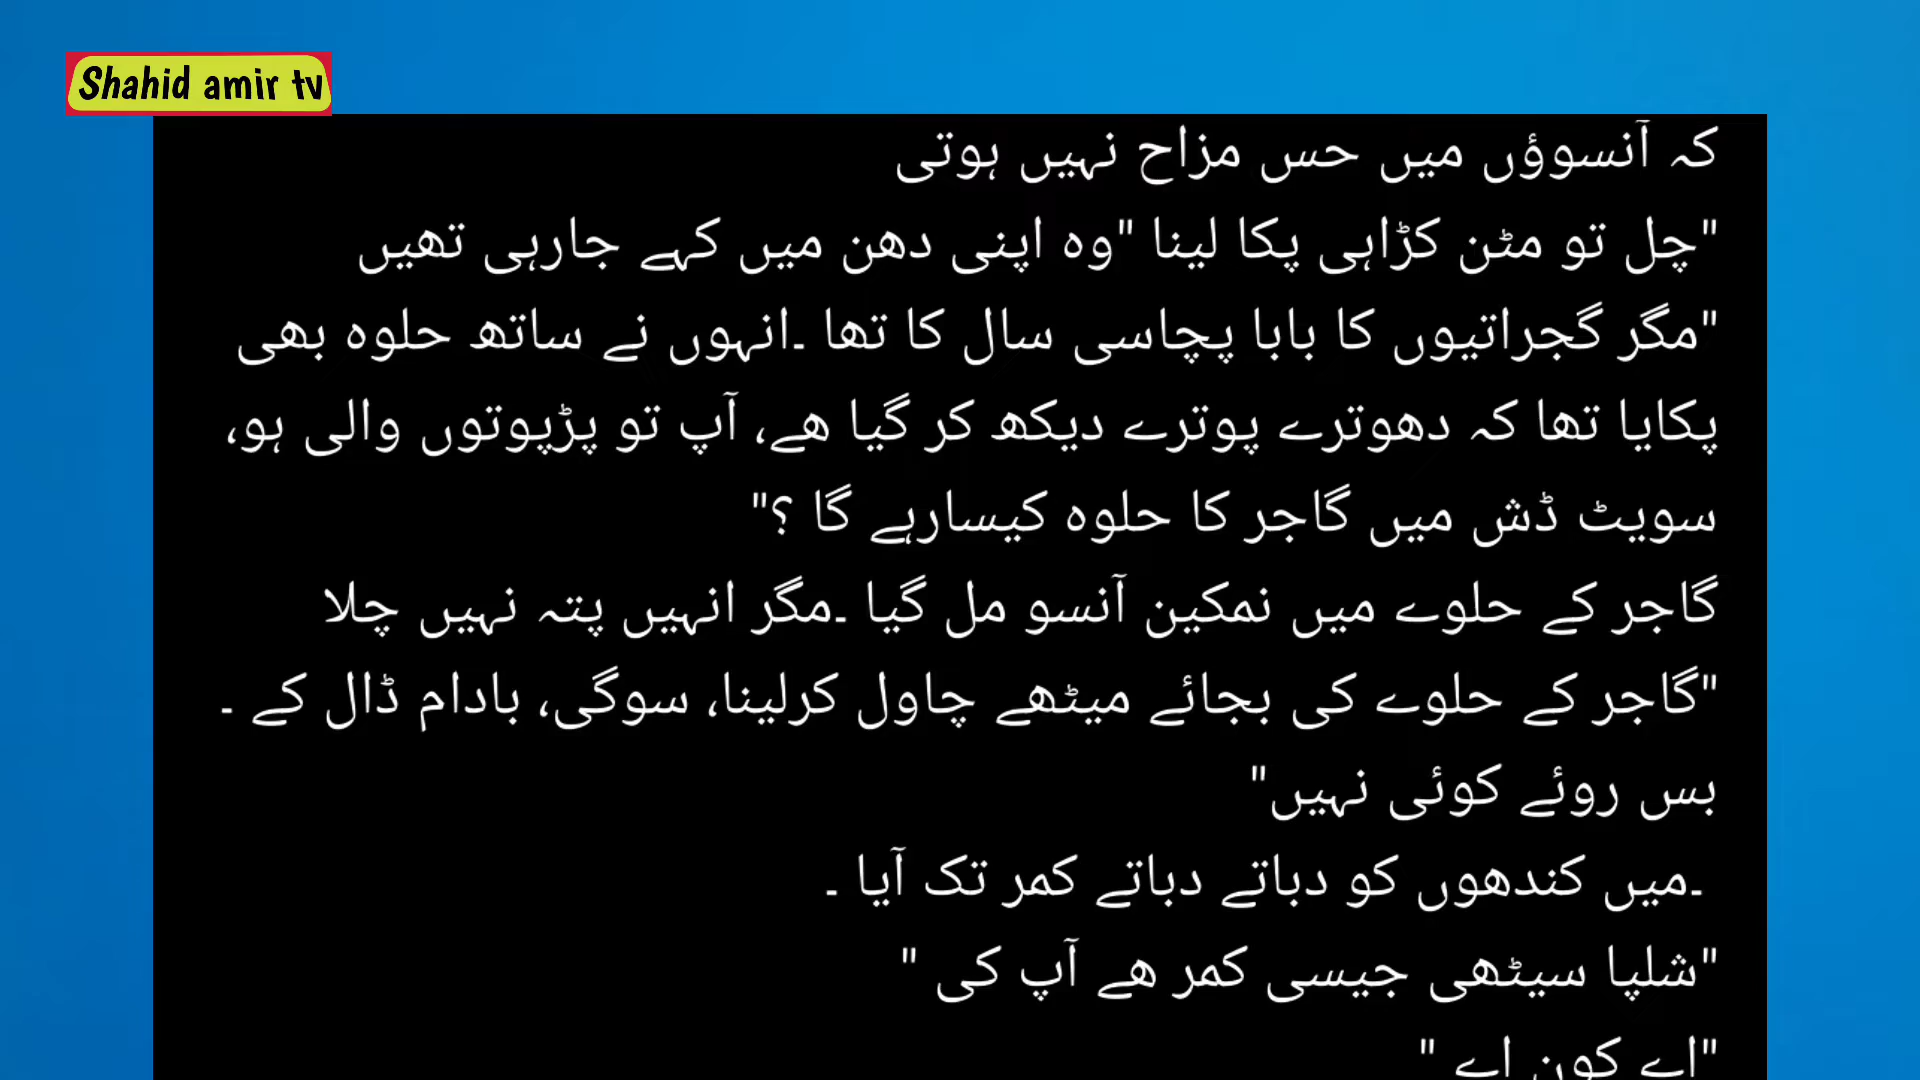 Shahid amir tv
کہ آنسوؤں میں حس مزاح نہیں ہوتی
"چل تو مٹن کڑاہی پکا لینا "وہ اپنی دھن میں کہے جارہی تھیں
"مگر گجراتیوں کا بابا پچاسی سال کا تھا ۔انہوں نے ساتھ حلوہ بھی
پکایا تھا کہ دھوترے پوترے دیکھ کر گیا ھے، آپ تو پڑپوتوں والی ہو،
سویٹ ڈش میں گاجر کا حلوہ کیسارہے گا ؟"
گاجر کے حلوے میں نمکین آنسو مل گیا ۔مگر انہیں پتہ نہیں چلا
"گاجر کے حلوے کی بجائے میٹھے چاول کرلینا، سوگی، بادام ڈال کے ۔
بس روئے کوئی نہیں"
۔میں کندھوں کو دباتے دباتے کمر تک آیا ۔
"شلپا سیٹھی جیسی کمر ھے آپ کی "
"اے کون اے "